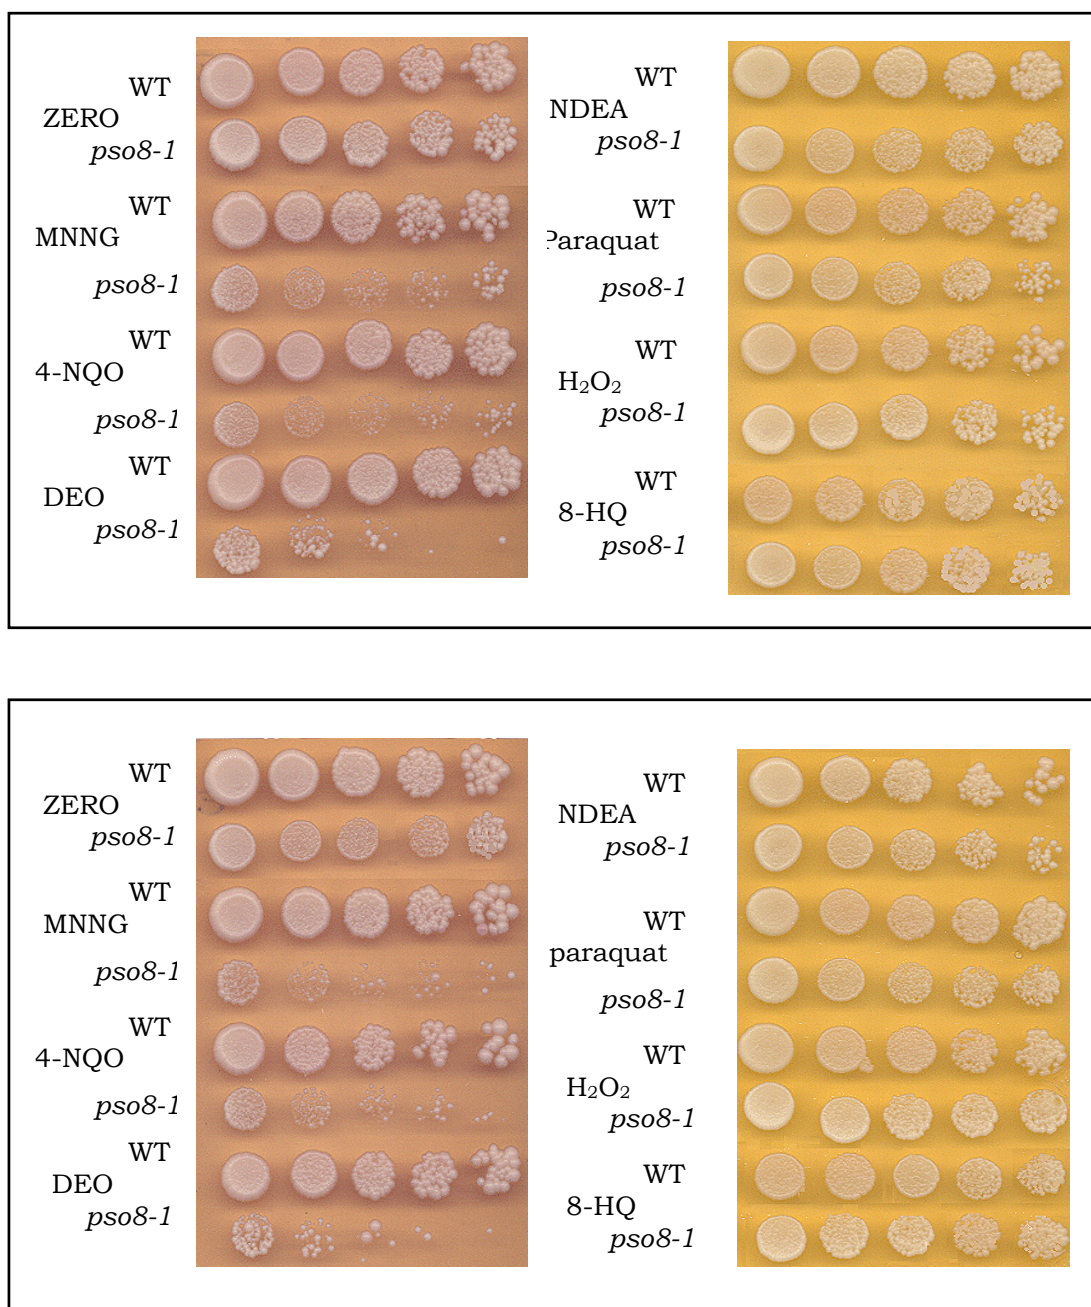 WT
ZERO
pso8-1
WT
MNNG
pso8-1
WT
4-NQO
pso8-1
WT
DEO
pso8-1
WT
NDEA
pso8-1
WT
Paraquat
pso8-1
WT
H₂O₂
pso8-1
WT
8-HQ
pso8-1
WT
ZERO
pso8-1
WT
MNNG
pso8-1
WT
4-NQO
pso8-1
WT
DEO
pso8-1
WT
NDEA
pso8-1
WT
paraquat
pso8-1
WT
H₂O₂
pso8-1
WT
8-HQ
pso8-1